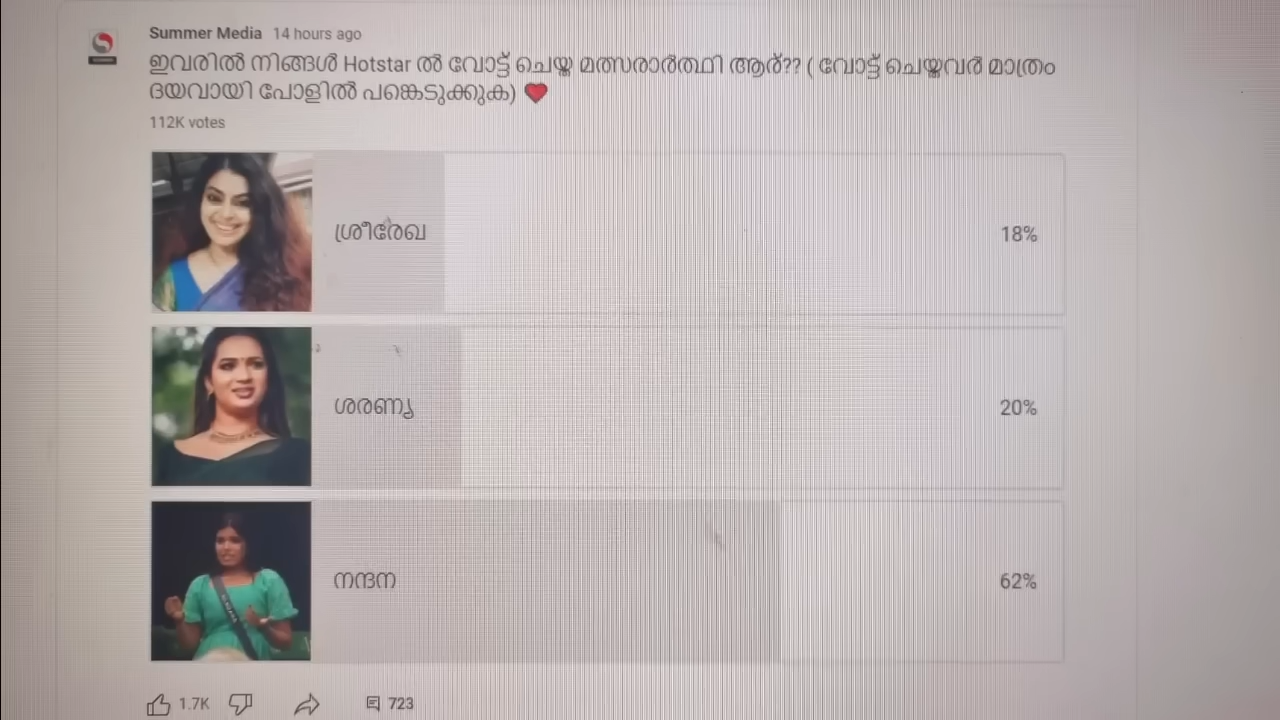 Summer Media 14 hours ago
ഇവരിൽ നിങ്ങൾ Hotstar ൽ വോട്ട് ചെയ്ത മത്സരാർത്ഥി ആര്?? ( വോട്ട് ചെയ്തവർ മാത്രം
ദയവായി പോളിൽ പങ്കെടുക്കുക) ❤️
112K votes
ശ്രീരേഖ
18%
ശരണ്യ
20%
നന്ദന
62%
1.7K 723